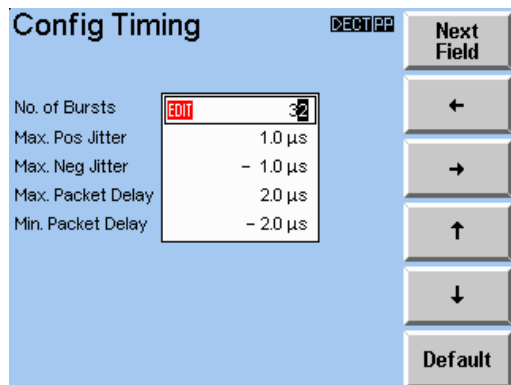 Config Timing DECT PP
Next
Field
No. of Bursts EDIT 32
Max. Pos Jitter 1.0 µs
Max. Neg Jitter - 1.0 µs
Max. Packet Delay 2.0 µs
Min. Packet Delay - 2.0 µs
←
→
↑
↓
Default